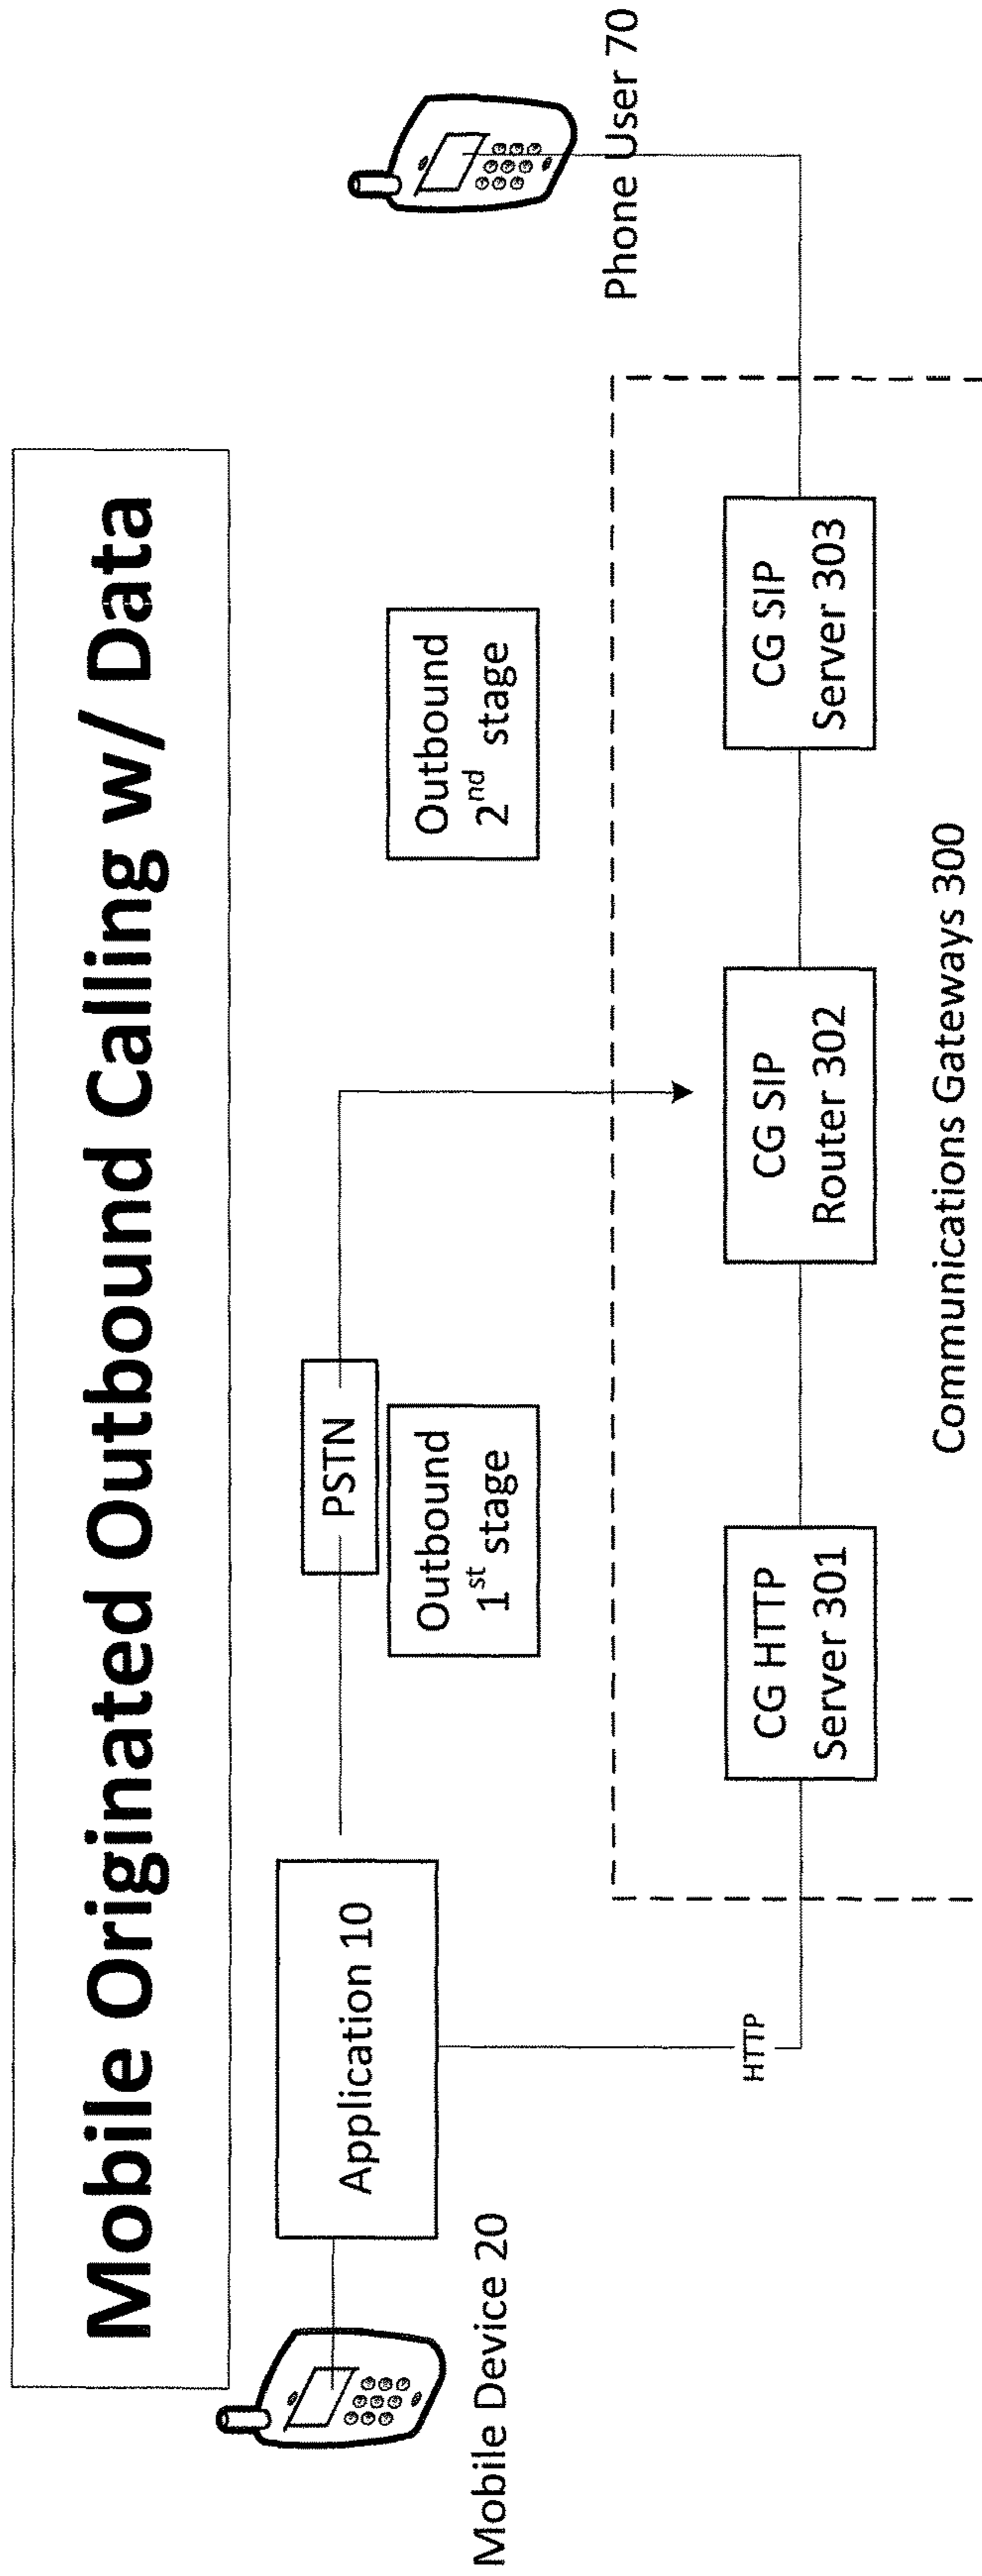 Mobile Originated Outbound Calling w/ Data
Mobile Device 20
Application 10
HTTP
PSTN
Outbound
1st stage
Outbound
2nd stage
Phone User 70
CG HTTP
Server 301
CG SIP
Router 302
CG SIP
Server 303
Communications Gateways 300